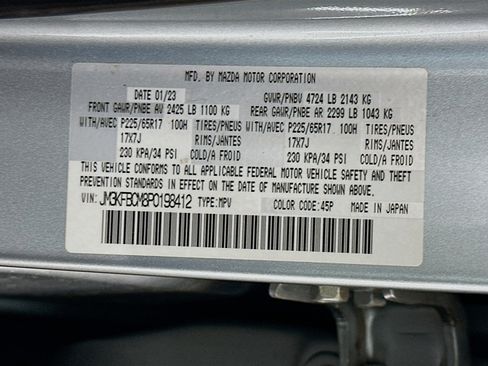 MFD. BY MAZDA MOTOR CORPORATION
DATE 01/23 GVWR/PNBV 4724 LB 2143 KG
FRONT GAWR/PNBE AV 2425 LB 1100 KG REAR GAWR/PNBE AR 2299 LB 1043 KG
WITH/AVEC P225/65R17 100H TIRES/PNEUS WITH/AVEC P225/65R17 100H TIRES/PNEUS
17X7J RIMS/JANTES 17X7J RIMS/JANTES
230 KPA/34 PSI COLD/A FROID 230 KPA/34 PSI COLD/A FROID
THIS VEHICLE CONFORMS TO ALL APPLICABLE FEDERAL MOTOR VEHICLE SAFETY AND THEFT
PREVENTION STANDARDS IN EFFECT ON THE DATE OF MANUFACTURE SHOWN ABOVE.
VIN: JM3KFBCM8P0198412 TYPE:MPV COLOR CODE:45P MADE IN JAPAN